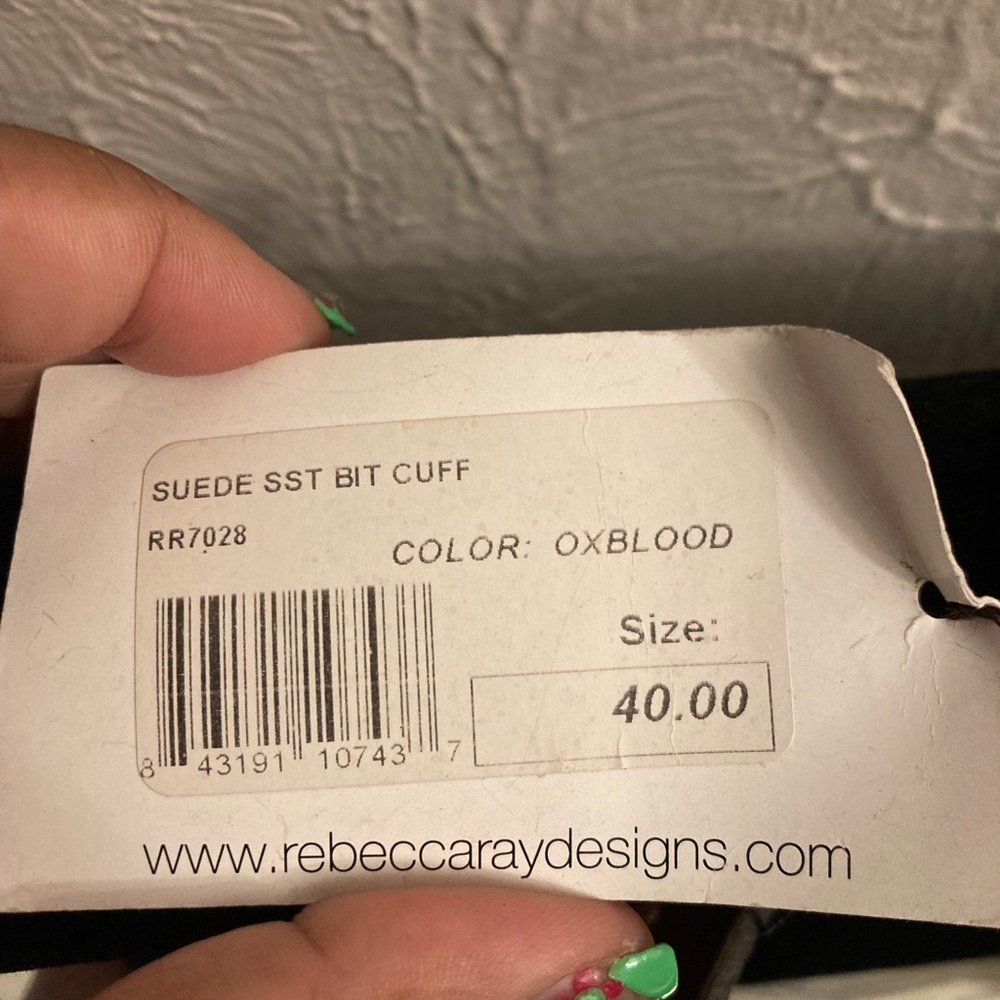 SUEDE SST BIT CUFF
RR7028
COLOR: OXBLOOD
Size:
40.00
8 43191 10743 7
www.rebeccaraydesigns.com